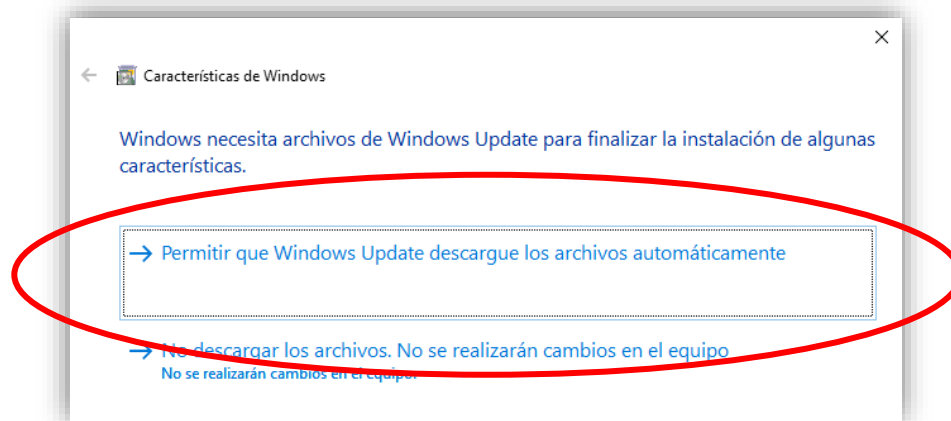 Características de Windows
Windows necesita archivos de Windows Update para finalizar la instalación de algunas
características.
Permitir que Windows Update descargue los archivos automáticamente
No descargar los archivos. No se realizarán cambios en el equipo
No se realizarán cambios en el equipo.